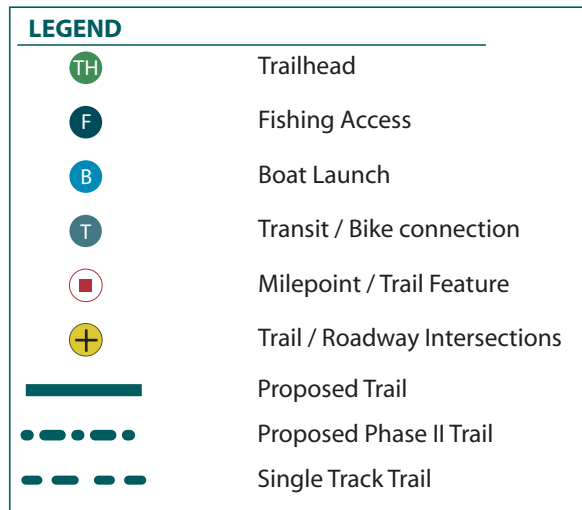 LEGEND
TH Trailhead
F Fishing Access
B Boat Launch
T Transit / Bike connection
Milepoint / Trail Feature
Trail / Roadway Intersections
Proposed Trail
Proposed Phase II Trail
Single Track Trail